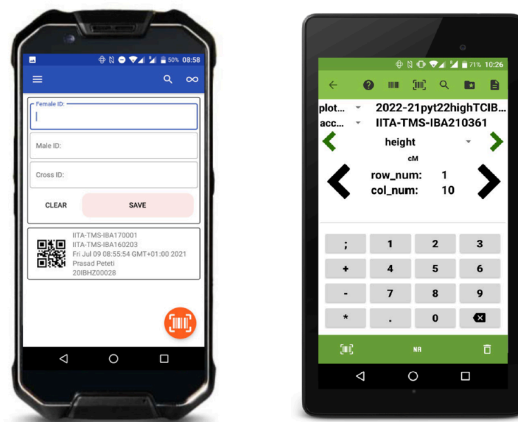 50% 08:58
Female ID:
Male ID:
Cross ID:
CLEAR SAVE
IITA-TMS-IBA170001
IITA-TMS-IBA160203
Fri Jul 09 08:55:54 GMT+01:00 2021
Prasad Peteti
20IBHZ00028
71% 10:26
plot... 2022-21pyt22highTCIB...
acc... IITA-TMS-IBA210361
height
cM
row_num: 1
col_num: 10
; 1 2 3
+ 4 5 6
- 7 8 9
* . 0
NA